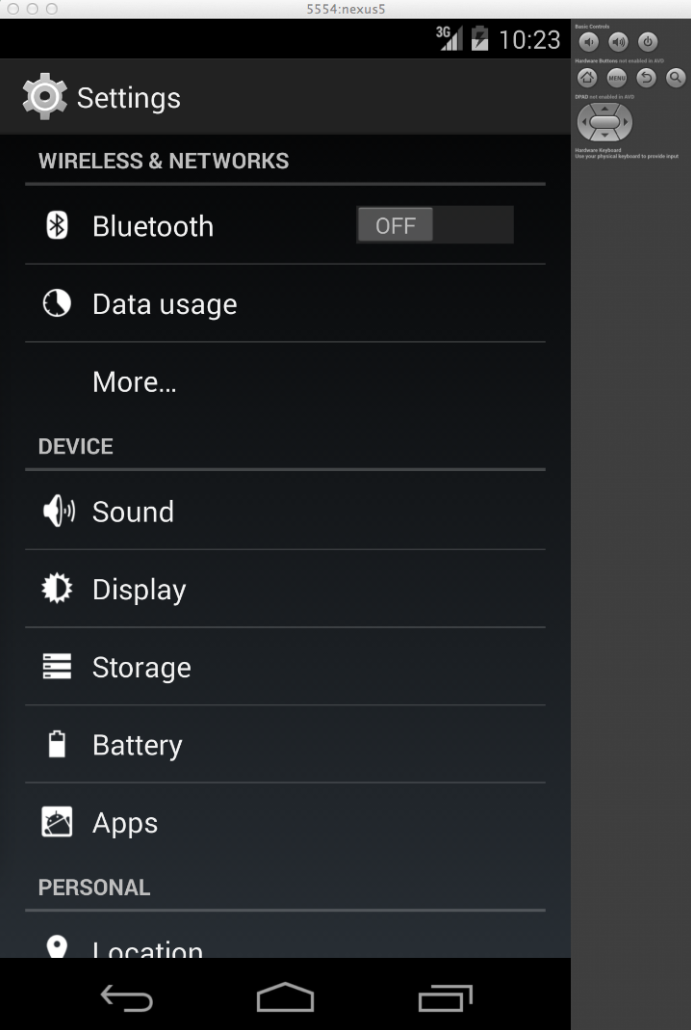 5554:nexus5
3G 10:23
Settings
WIRELESS & NETWORKS
Bluetooth OFF
Data usage
More...
DEVICE
Sound
Display
Storage
Battery
Apps
PERSONAL
Location
Basic Controls
Hardware Buttons not enabled in AVD
MENU
DPAD not enabled in AVD
Hardware Keyboard
Use your physical keyboard to provide input